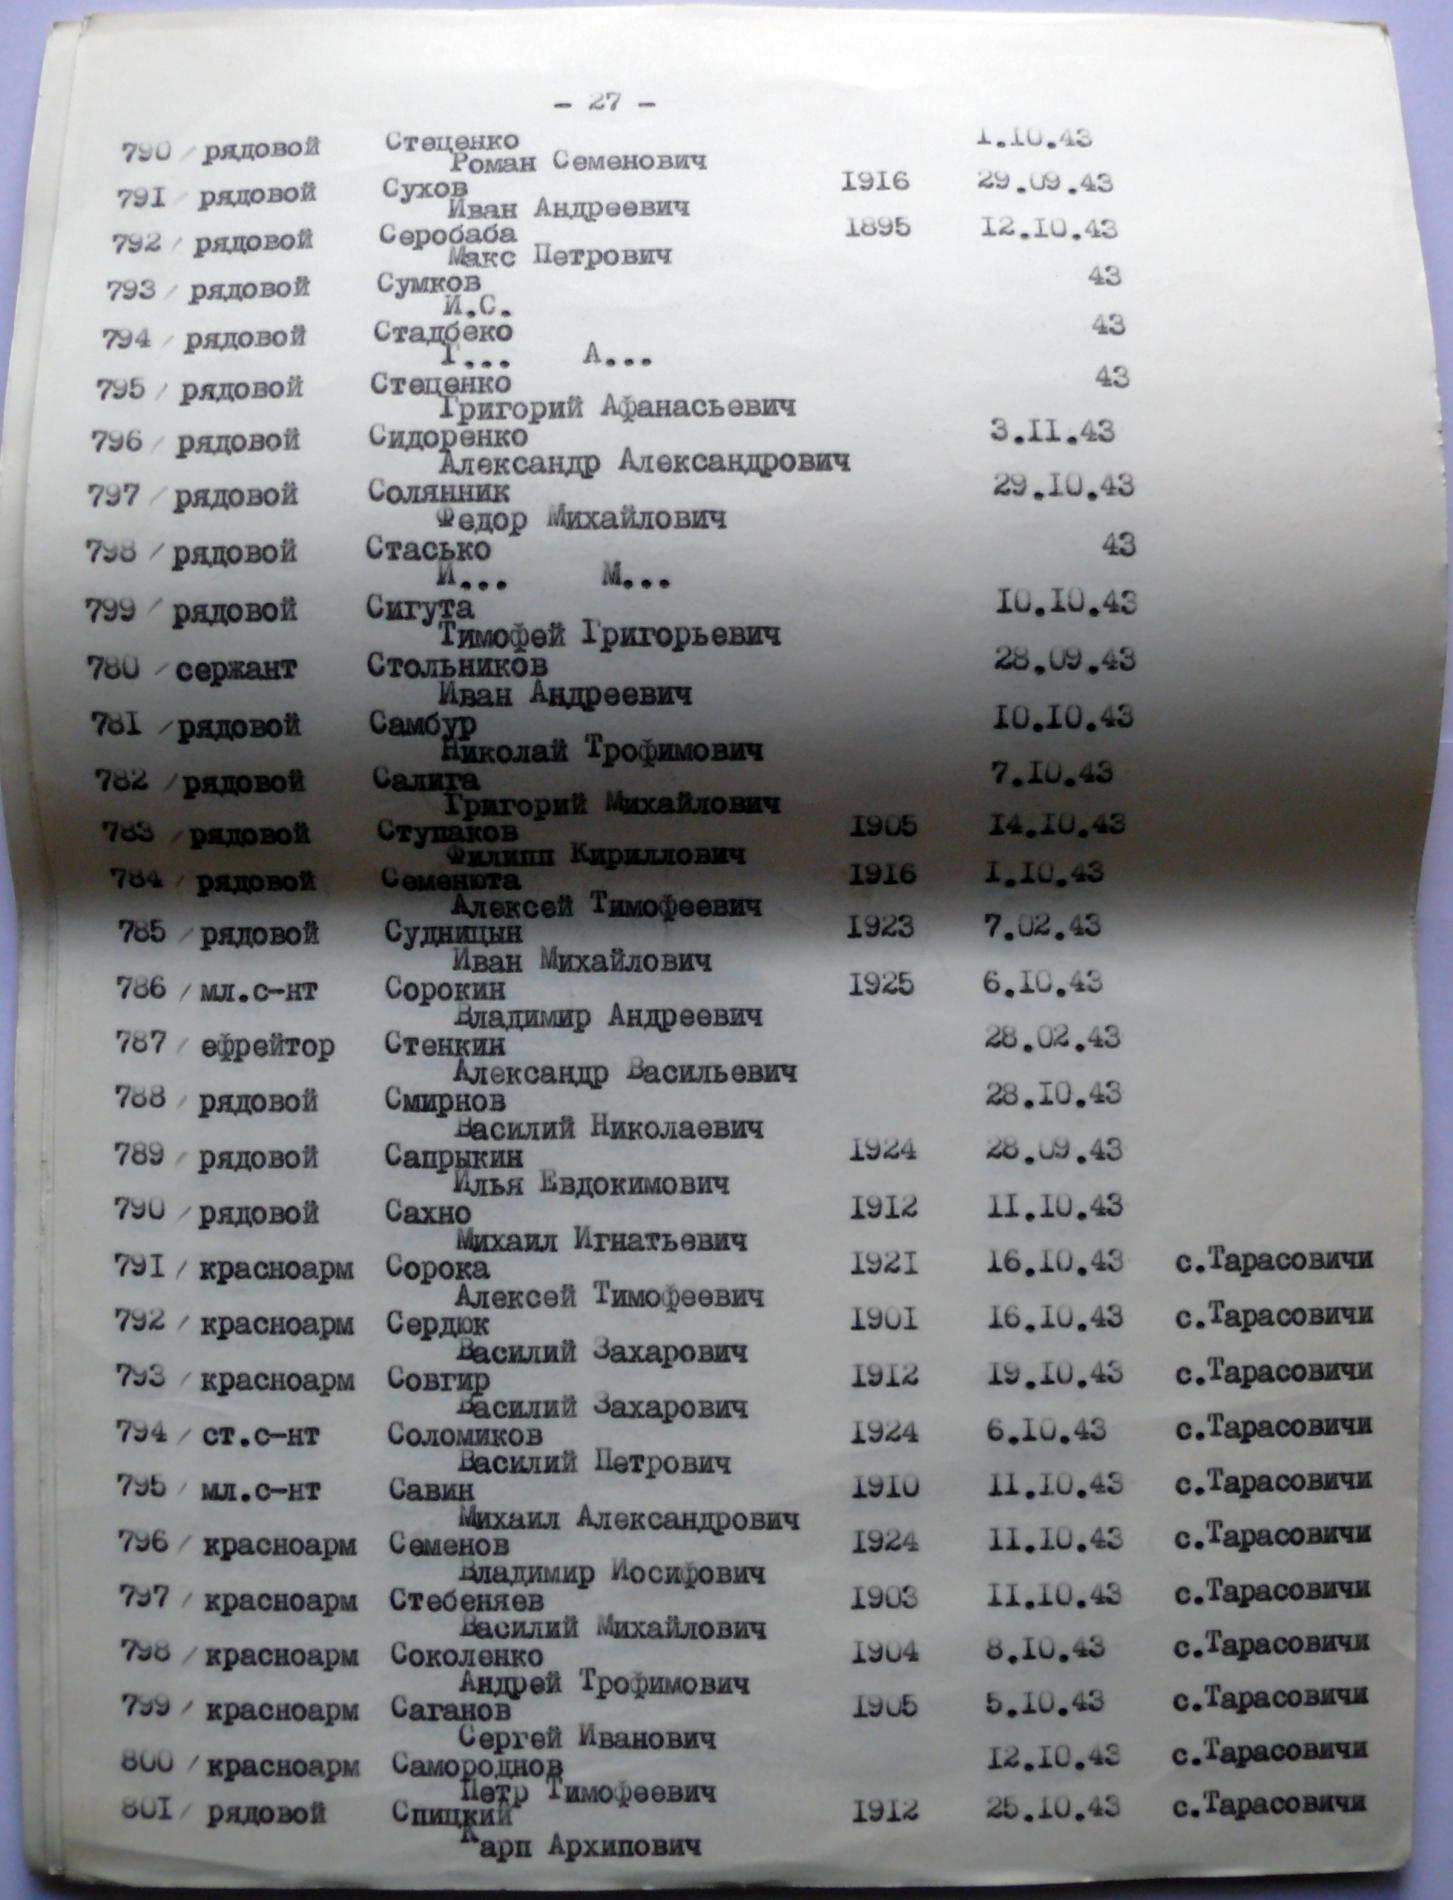 - 27 -
790 / рядовой Стеценко 1.10.43
Роман Семенович
791 / рядовой Сухов 1916 29.09.43
Иван Андреевич
792 / рядовой Серобаба 1895 12.10.43
Макс Петрович
793 / рядовой Сумков 43
И.С.
794 / рядовой Стадбеко 43
Г... А...
795 / рядовой Стеценко 43
Григорий Афанасьевич
796 / рядовой Сидоренко 3.11.43
Александр Александрович
797 / рядовой Солянник 29.10.43
Федор Михайлович
798 / рядовой Стасько 43
И... М...
799 / рядовой Сигута 10.10.43
Тимофей Григорьевич
780 / сержант Стольников 28.09.43
Иван Андреевич
781 / рядовой Самбур 10.10.43
Николай Трофимович
782 / рядовой Салига 7.10.43
Григорий Михайлович
783 / рядовой Ступаков 1905 14.10.43
Филипп Кириллович
784 / рядовой Семенюта 1916 1.10.43
Алексей Тимофеевич
785 / рядовой Судницын 1923 7.02.43
Иван Михайлович
786 / мл.с-нт Сорокин 1925 6.10.43
Владимир Андреевич
787 / ефрейтор Стенкин 28.02.43
Александр Васильевич
788 / рядовой Смирнов 28.10.43
Василий Николаевич
789 / рядовой Сапрыкин 1924 28.09.43
Илья Евдокимович
790 / рядовой Сахно 1912 11.10.43
Михаил Игнатьевич
791 / красноарм Сорока 1921 16.10.43 с.Тарасовичи
Алексей Тимофеевич
792 / красноарм Сердюк 1901 16.10.43 с.Тарасовичи
Василий Захарович
793 / красноарм Совгир 1912 19.10.43 с.Тарасовичи
Василий Захарович
794 / ст.с-нт Соломиков 1924 6.10.43 с.Тарасовичи
Василий Петрович
795 / мл.с-нт Савин 1910 11.10.43 с.Тарасовичи
Михаил Александрович
796 / красноарм Семенов 1924 11.10.43 с.Тарасовичи
Владимир Иосифович
797 / красноарм Стебеняев 1903 11.10.43 с.Тарасовичи
Василий Михайлович
798 / красноарм Соколенко 1904 8.10.43 с.Тарасовичи
Андрей Трофимович
799 / красноарм Саганов 1905 5.10.43 с.Тарасовичи
Сергей Иванович
800 / красноарм Самороднов 12.10.43 с.Тарасовичи
Петр Тимофеевич
801 / рядовой Спицкий 1912 25.10.43 с.Тарасовичи
Карп Архипович